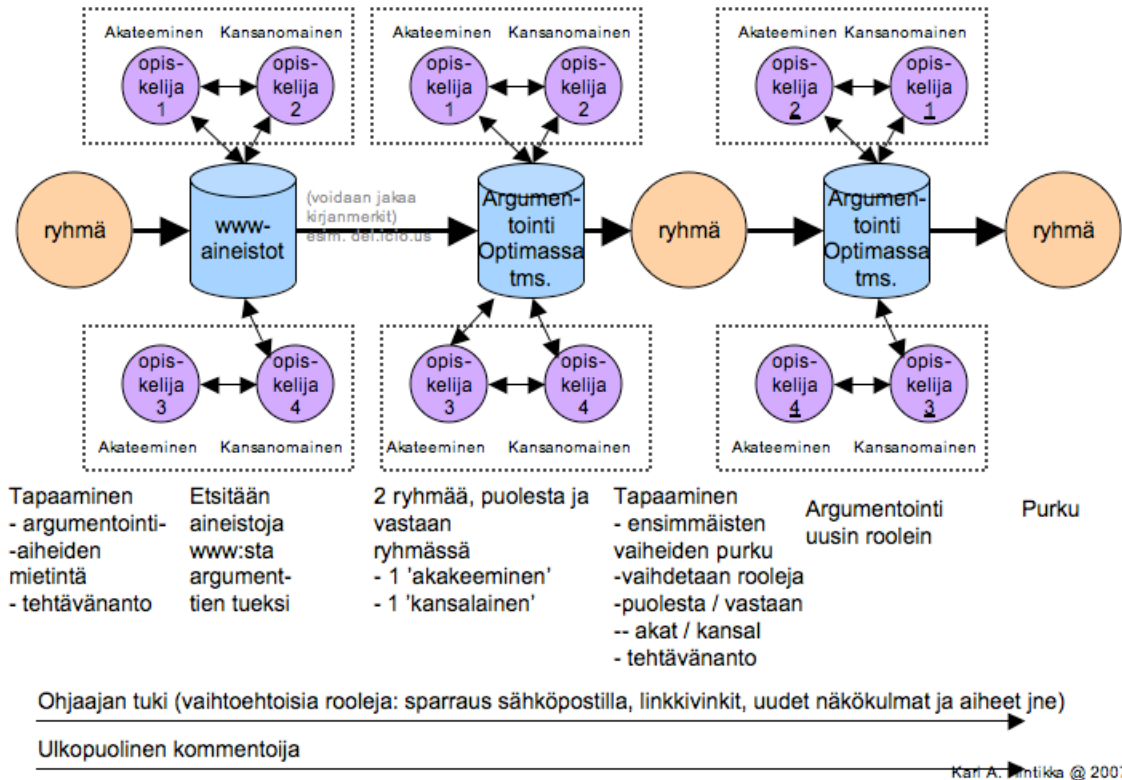 Akateeminen Kansanomainen
opis-
kelija
1
opis-
kelija
2
Akateeminen Kansanomainen
opis-
kelija
1
opis-
kelija
2
Akateeminen Kansanomainen
opis-
kelija
2
opis-
kelija
1
ryhmä
www-
aineistot
(voidaan jakaa
kirjanmerkit)
esim. del.icio.us
Argumen-
tointi
Optimassa
tms.
ryhmä
Argumen-
tointi
Optimassa
tms.
ryhmä
opis-
kelija
3
opis-
kelija
4
Akateeminen Kansanomainen
opis-
kelija
3
opis-
kelija
4
Akateeminen Kansanomainen
opis-
kelija
4
opis-
kelija
3
Akateeminen Kansanomainen
Tapaaminen
- argumentointi-
-aiheiden
mietintä
- tehtävänanto
Etsitään
aineistoja
www:sta
argument-
tien tueksi
2 ryhmää, puolesta ja
vastaan
ryhmässä
- 1 'akakeeminen'
- 1 'kansalainen'
Tapaaminen
- ensimmäisten
vaiheiden purku
-vaihdetaan rooleja
-puolesta / vastaan
-- akat / kansal
- tehtävänanto
Argumentointi
uusin roolein
Purku
Ohjaajan tuki (vaihtoehtoisia rooleja: sparraus sähköpostilla, linkkivinkit, uudet näkökulmat ja aiheet jne)
Ulkopuolinen kommentoija
Kari A. @ 2007